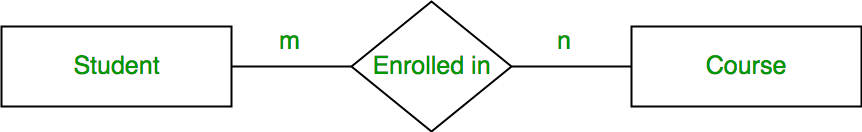 m
n
Student
Enrolled in
Course